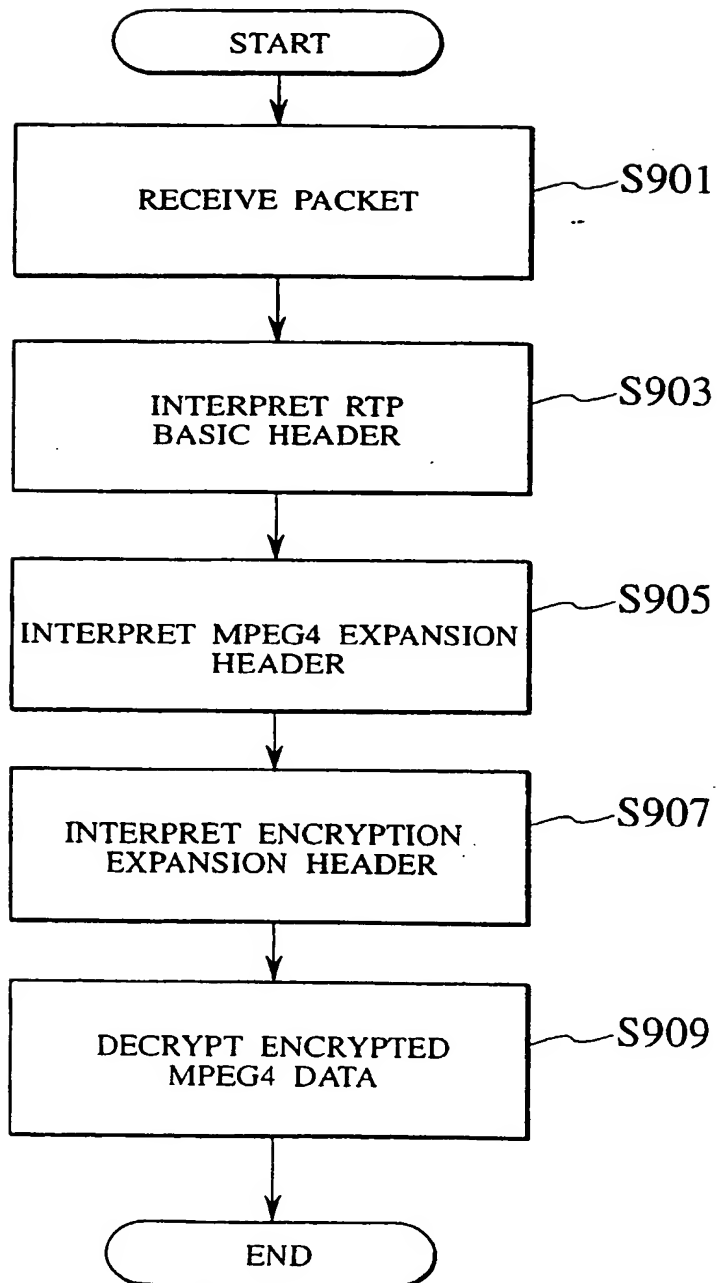 START
RECEIVE PACKET
S901
INTERPRET RTP
BASIC HEADER
S903
INTERPRET MPEG4 EXPANSION
HEADER
S905
INTERPRET ENCRYPTION
EXPANSION HEADER
S907
DECRYPT ENCRYPTED
MPEG4 DATA
S909
END